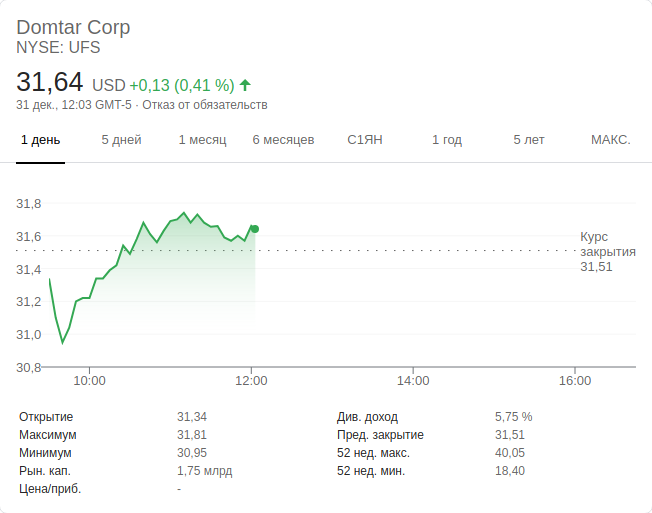 Domtar Corp
NYSE: UFS
31,64 USD +0,13 (0,41 %)
31 дек., 12:03 GMT-5 · Отказ от обязательств
1 день 5 дней 1 месяц 6 месяцев С1ЯН 1 год 5 лет МАКС.
31,8
31,6
31,4
31,2
31,0
30,8
Курс
закрытия
31,51
10:00 12:00 14:00 16:00
Открытие 31,34 Див. доход 5,75 %
Максимум 31,81 Пред. закрытие 31,51
Минимум 30,95 52 нед. макс. 40,05
Рын. кап. 1,75 млрд 52 нед. мин. 18,40
Цена/приб. -